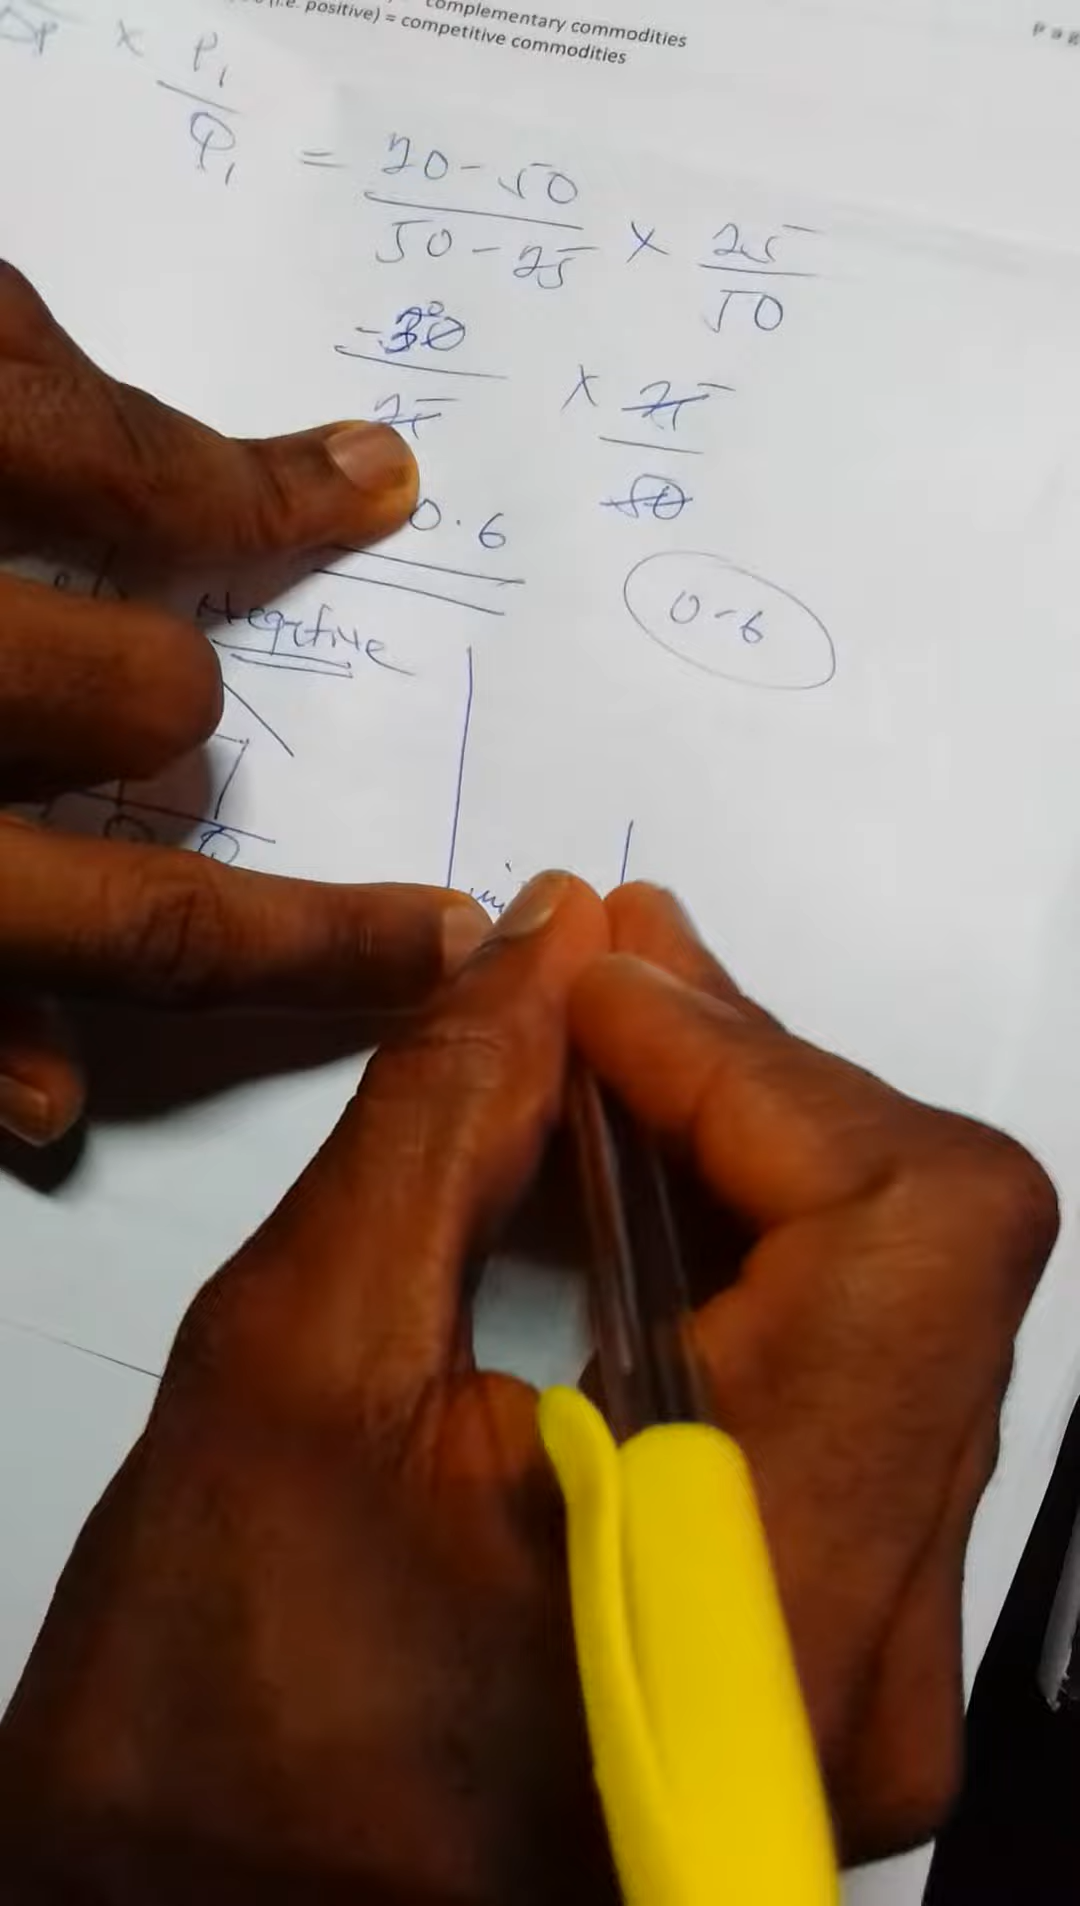 complementary commodities
(i.e. positive) = competitive commodities
Δp × P1 / Q1 = 20-50 / 50-25 × 25 / 50
-30 / 25 × 25 / 50
0.6
0-6
Negative